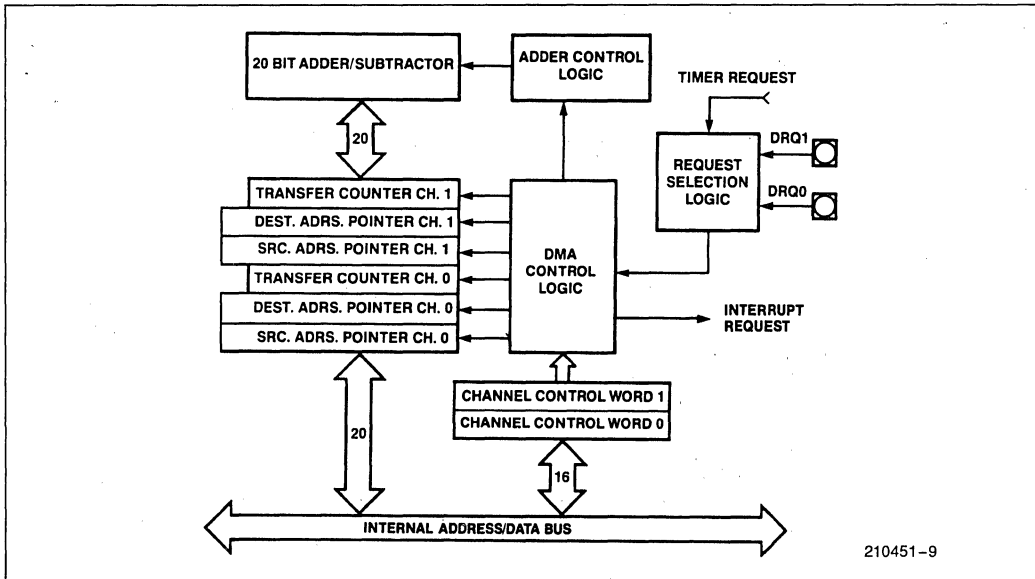 20 BIT ADDER/SUBTRACTOR
ADDER CONTROL
LOGIC
TIMER REQUEST
20
DRQ1
REQUEST
SELECTION
LOGIC
DRQ0
TRANSFER COUNTER CH. 1
DEST. ADRS. POINTER CH. 1
SRC. ADRS. POINTER CH. 1
TRANSFER COUNTER CH. 0
DEST. ADRS. POINTER CH. 0
SRC. ADRS. POINTER CH. 0
DMA
CONTROL
LOGIC
INTERRUPT
REQUEST
CHANNEL CONTROL WORD 1
CHANNEL CONTROL WORD 0
20
16
INTERNAL ADDRESS/DATA BUS
210451-9